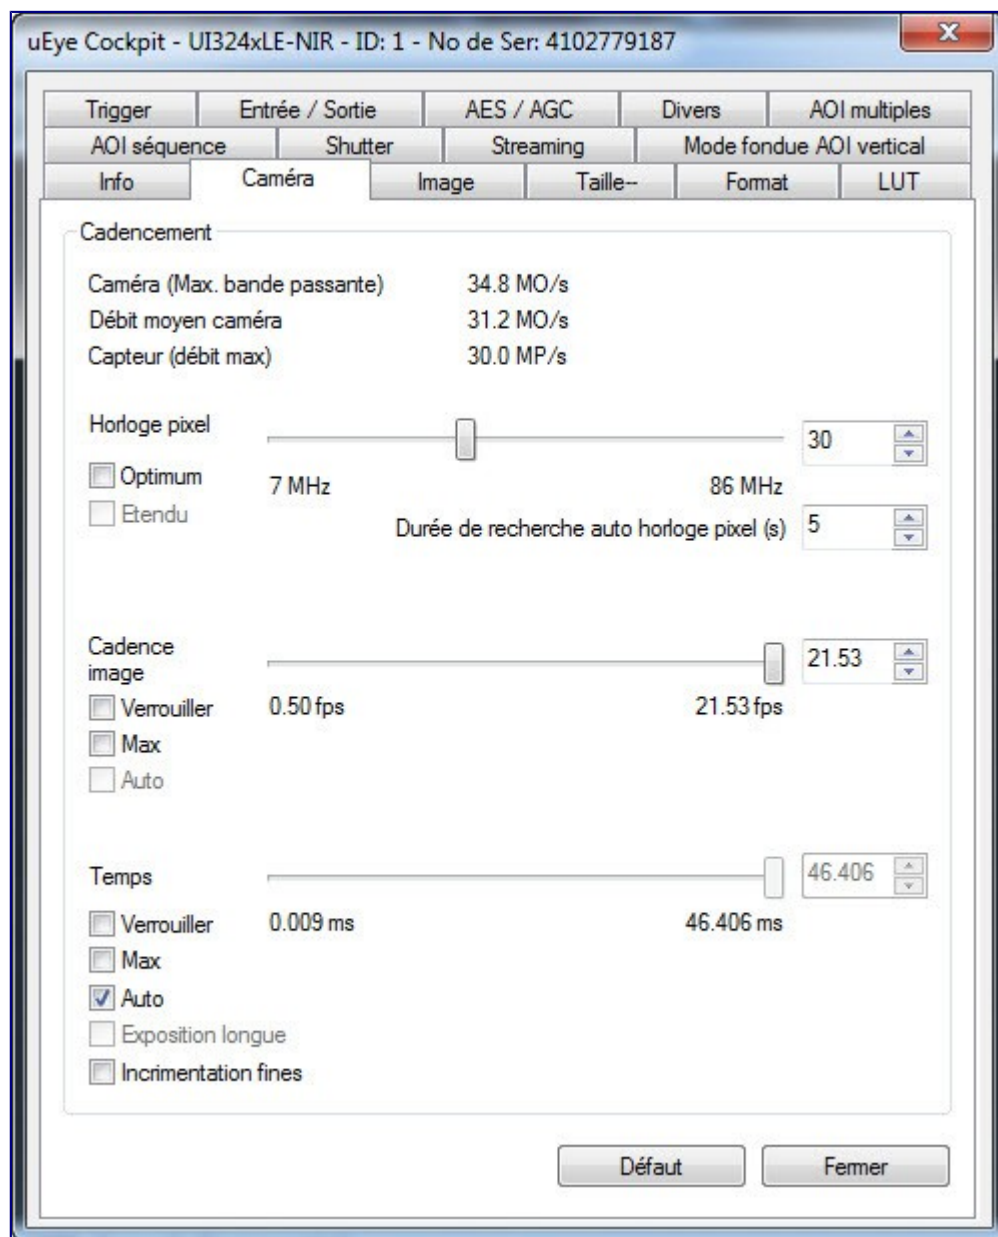 uEye Cockpit - UI324xLE-NIR - ID: 1 - No de Ser: 4102779187
Trigger Entrée / Sortie AES / AGC Divers AOI multiples
AOI séquence Shutter Streaming Mode fondue AOI vertical
Info Caméra Image Taille-- Format LUT
Cadencement
Caméra (Max. bande passante) 34.8 MO/s
Débit moyen caméra 31.2 MO/s
Capteur (débit max) 30.0 MP/s
Horloge pixel 30
Optimum 7 MHz 86 MHz
Etendu
Durée de recherche auto horloge pixel (s) 5
Cadence
image 21.53
Verrouiller 0.50 fps 21.53 fps
Max
Auto
Temps 46.406
Verrouiller 0.009 ms 46.406 ms
Max
Auto
Exposition longue
Incrimentation fines
Défaut Fermer